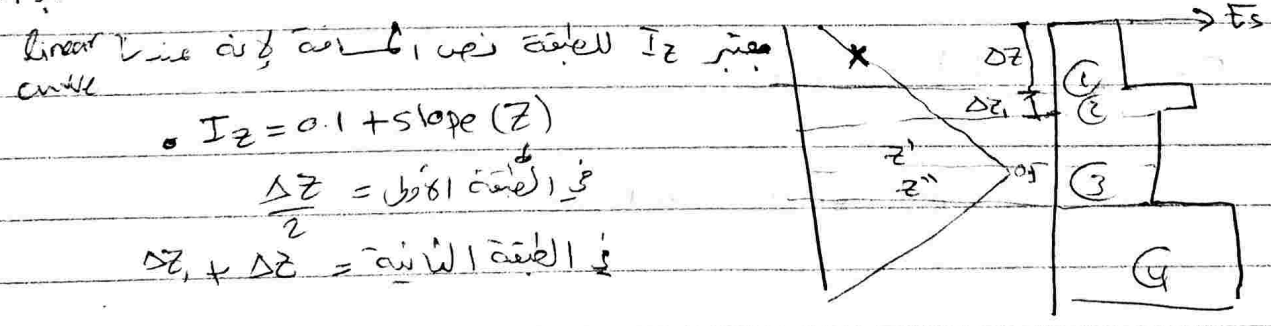 بعتبر Iz للطبقة نص المسافة لإنه عندنا linear
curve
• Iz = 0.1 + slope (Z)
في الطبقة الأولى = ΔZ/2
في الطبقة الثانية = ΔZ + ΔZ₁
Es
ΔZ
①
ΔZ₁
②
Z'
Z"
0.5
③
④